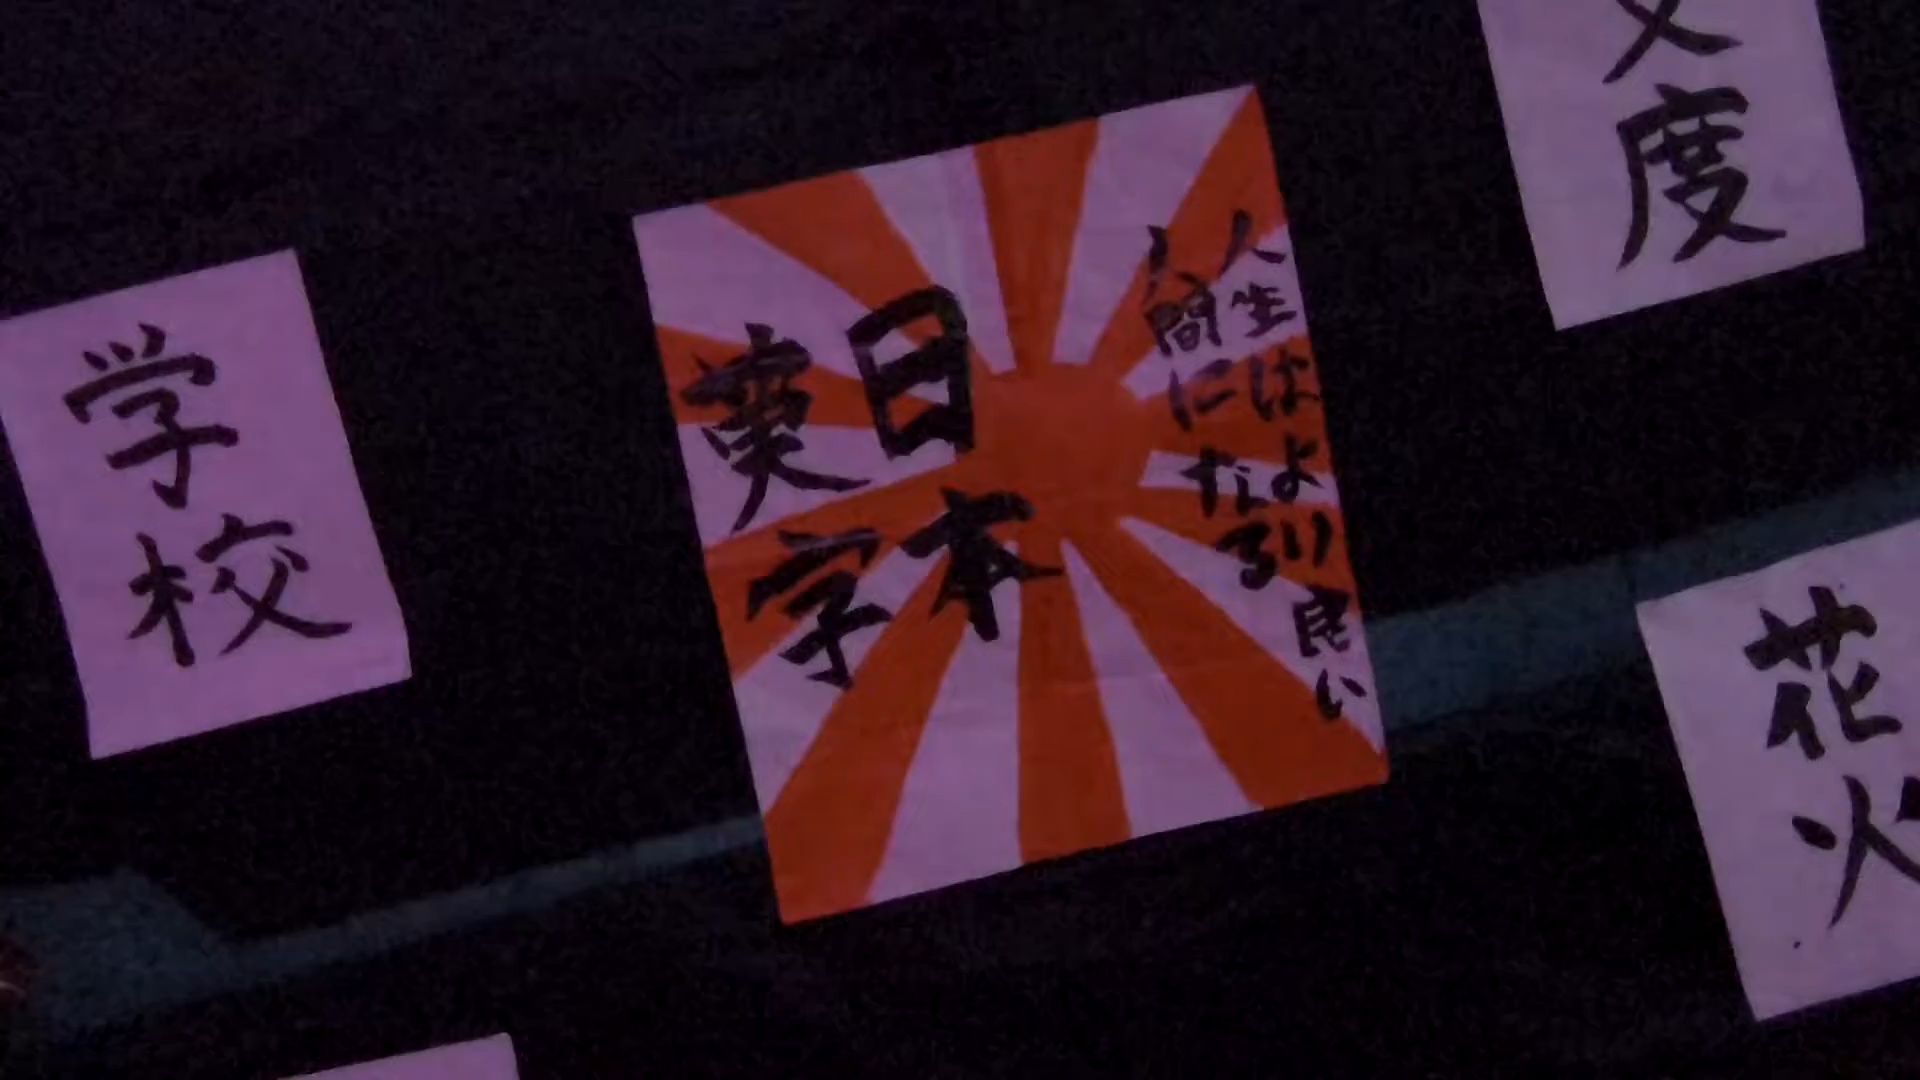 学校
人生はより良い
人間になる
日本
漢字
度
花火